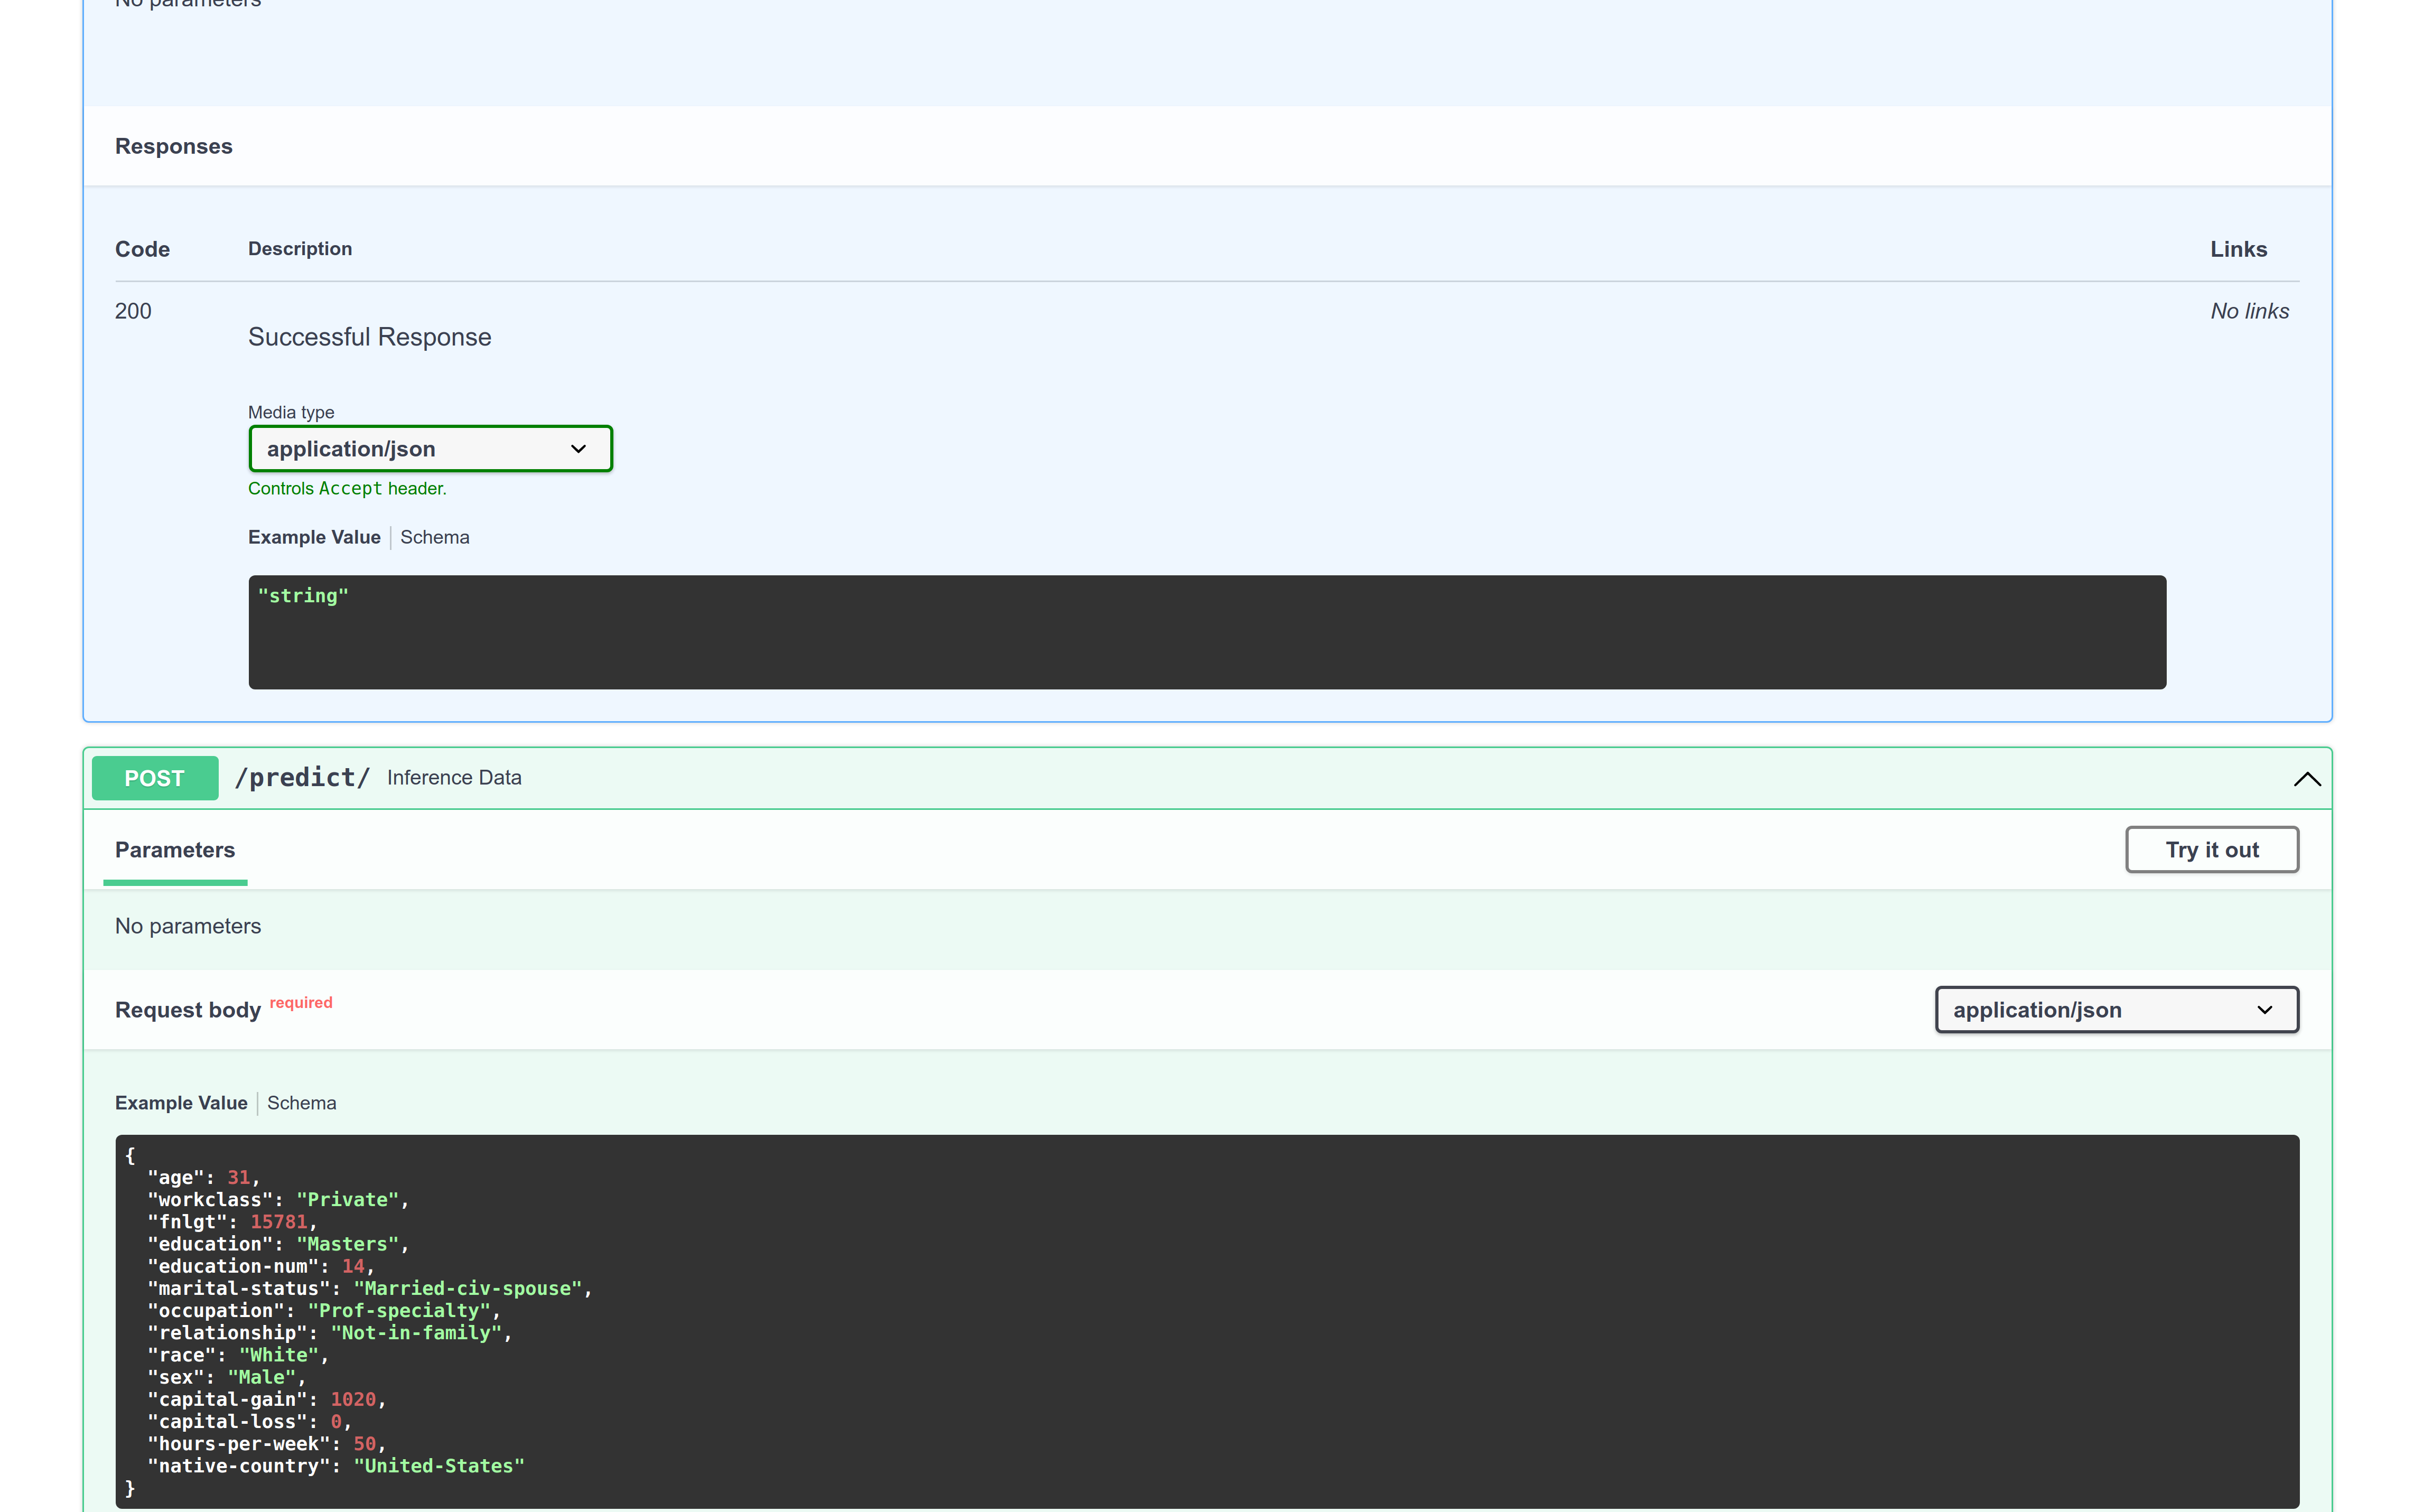 No parameters
Responses
Code Description Links
200 No links
Successful Response
Media type
application/json
Controls Accept header.
Example Value Schema
"string"
POST /predict/ Inference Data
Parameters Try it out
No parameters
Request body required application/json
Example Value Schema
{
"age": 31,
"workclass": "Private",
"fnlgt": 15781,
"education": "Masters",
"education-num": 14,
"marital-status": "Married-civ-spouse",
"occupation": "Prof-specialty",
"relationship": "Not-in-family",
"race": "White",
"sex": "Male",
"capital-gain": 1020,
"capital-loss": 0,
"hours-per-week": 50,
"native-country": "United-States"
}